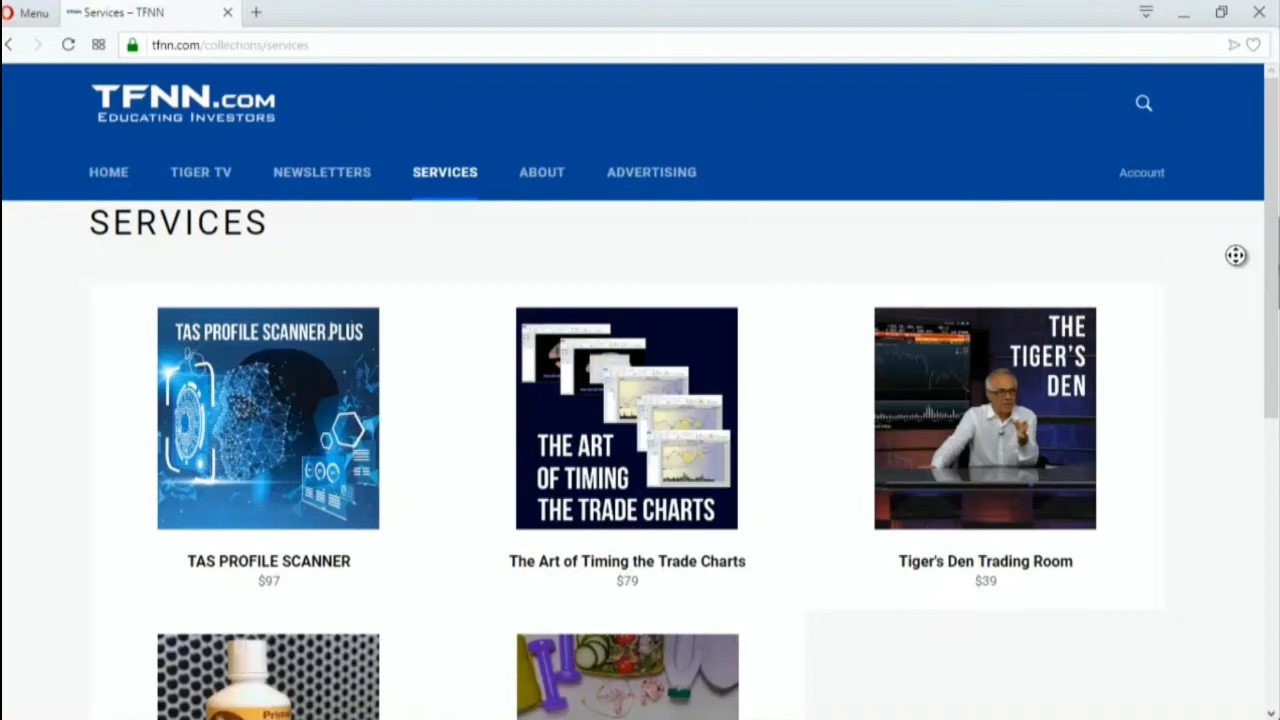 Menu
Services – TFNN
tfnn.com/collections/services
TFNN.COM
EDUCATING INVESTORS
HOME
TIGER TV
NEWSLETTERS
SERVICES
ABOUT
ADVERTISING
Account
SERVICES
TAS PROFILE SCANNER PLUS
THE ART
OF TIMING
THE TRADE CHARTS
THE
TIGER'S
DEN
TAS PROFILE SCANNER
$97
The Art of Timing the Trade Charts
$79
Tiger's Den Trading Room
$39